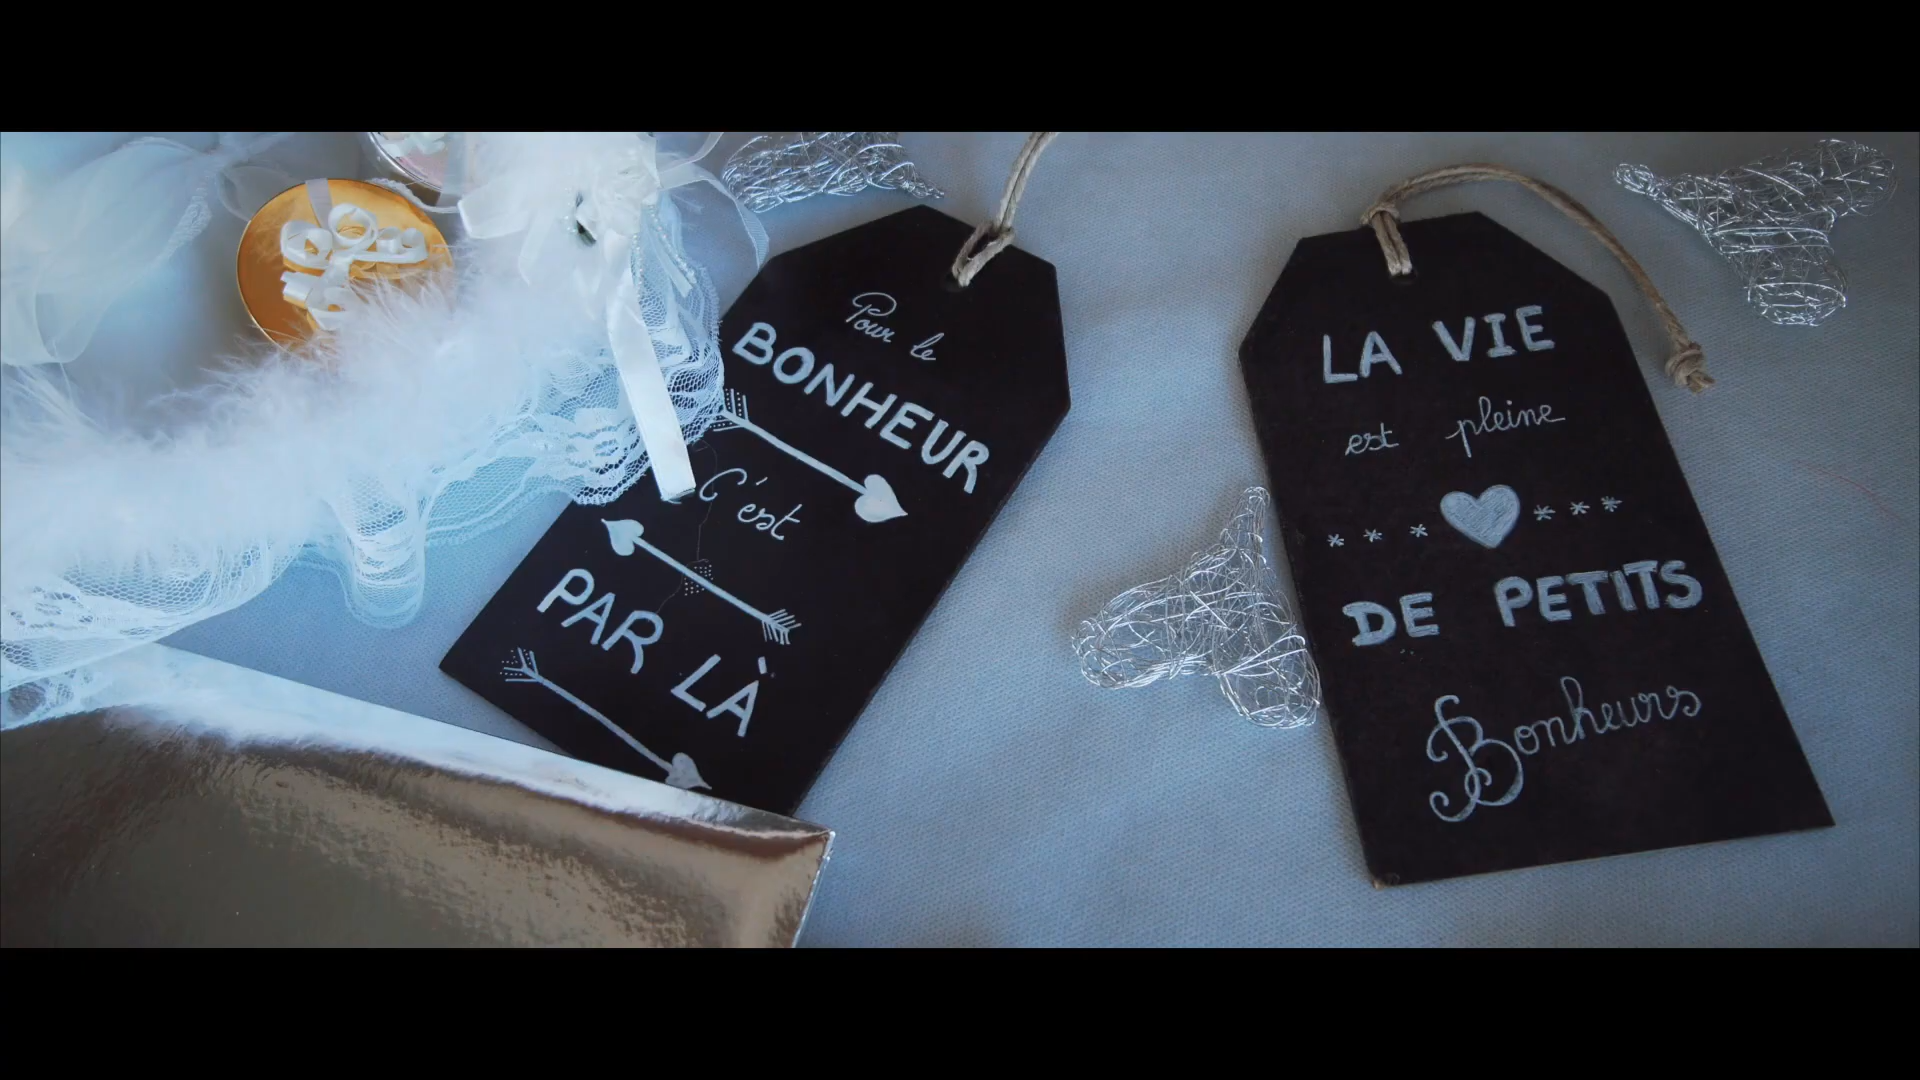 Pour le
BONHEUR
C'est
PAR LÀ
LA VIE
est pleine
DE PETITS
Bonheurs